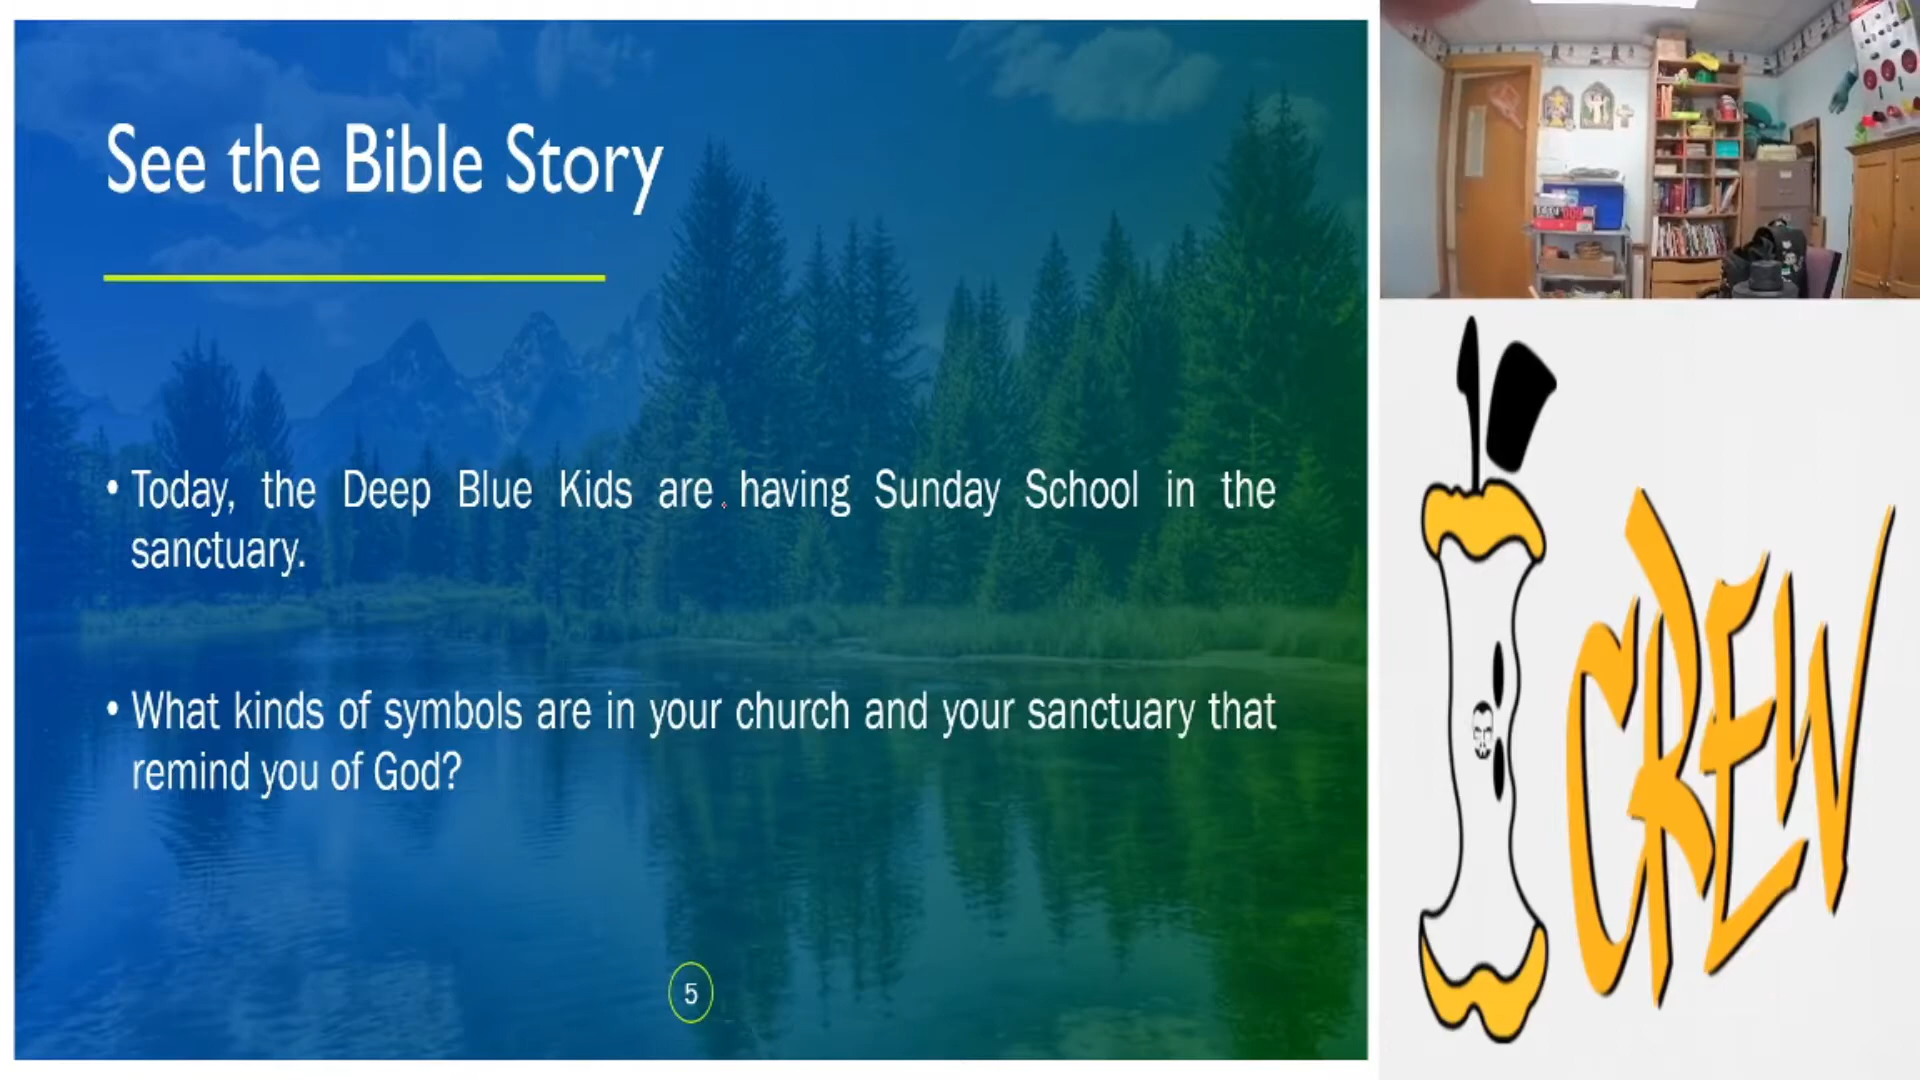 See the Bible Story
• Today, the Deep Blue Kids are having Sunday School in the
sanctuary.
• What kinds of symbols are in your church and your sanctuary that
remind you of God?
5
CREW